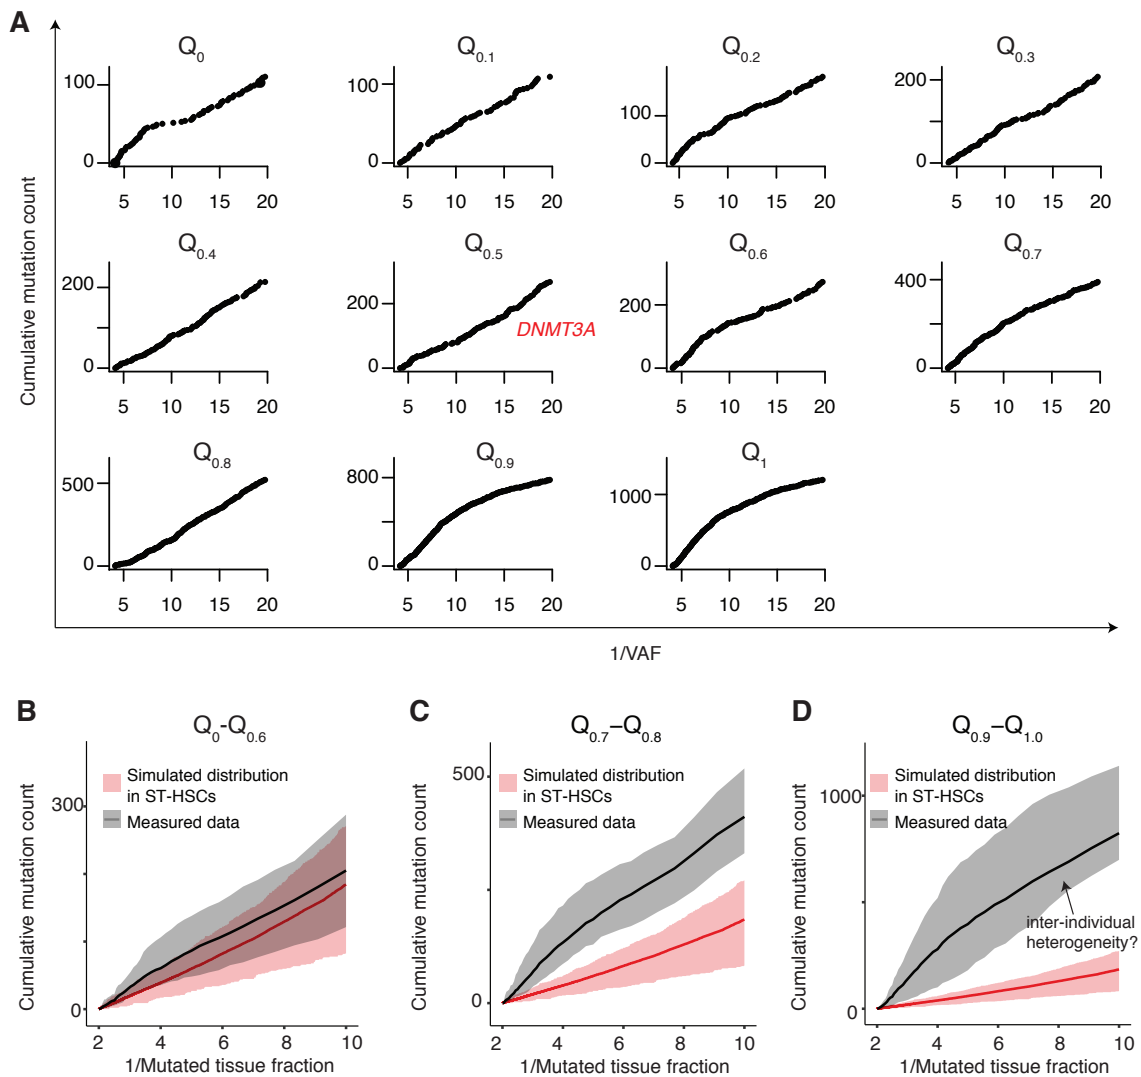 A
Cumulative mutation count
Q0
100
0
5 10 15 20
Q0.1
100
0
5 10 15 20
Q0.2
100
0
5 10 15 20
Q0.3
200
0
5 10 15 20
Q0.4
200
0
5 10 15 20
Q0.5
200
0
DNMT3A
5 10 15 20
Q0.6
200
0
5 10 15 20
Q0.7
400
0
5 10 15 20
Q0.8
500
0
5 10 15 20
Q0.9
800
0
5 10 15 20
Q1
1000
0
5 10 15 20
1/VAF
B
Q0-Q0.6
Cumulative mutation count
Simulated distribution
in ST-HSCs
Measured data
300
0
2 4 6 8 10
1/Mutated tissue fraction
C
Q0.7–Q0.8
Cumulative mutation count
500
Simulated distribution
in ST-HSCs
Measured data
0
2 4 6 8 10
1/Mutated tissue fraction
D
Q0.9–Q1.0
Cumulative mutation count
Simulated distribution
in ST-HSCs
1000
Measured data
inter-individual
heterogeneity?
0
2 4 6 8 10
1/Mutated tissue fraction